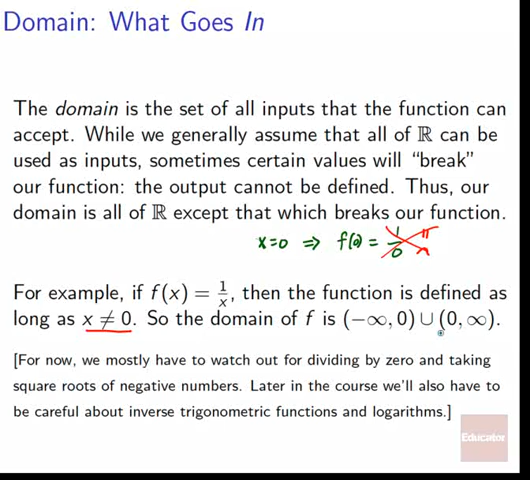 Domain: What Goes In
The domain is the set of all inputs that the function can
accept. While we generally assume that all of ℝ can be
used as inputs, sometimes certain values will “break”
our function: the output cannot be defined. Thus, our
domain is all of ℝ except that which breaks our function.
x=0 ⇒ f(0) = 1/0
For example, if f(x) = 1/x, then the function is defined as
long as x ≠ 0. So the domain of f is (−∞, 0) ∪ (0, ∞).
[For now, we mostly have to watch out for dividing by zero and taking
square roots of negative numbers. Later in the course we'll also have to
be careful about inverse trigonometric functions and logarithms.]
Educator